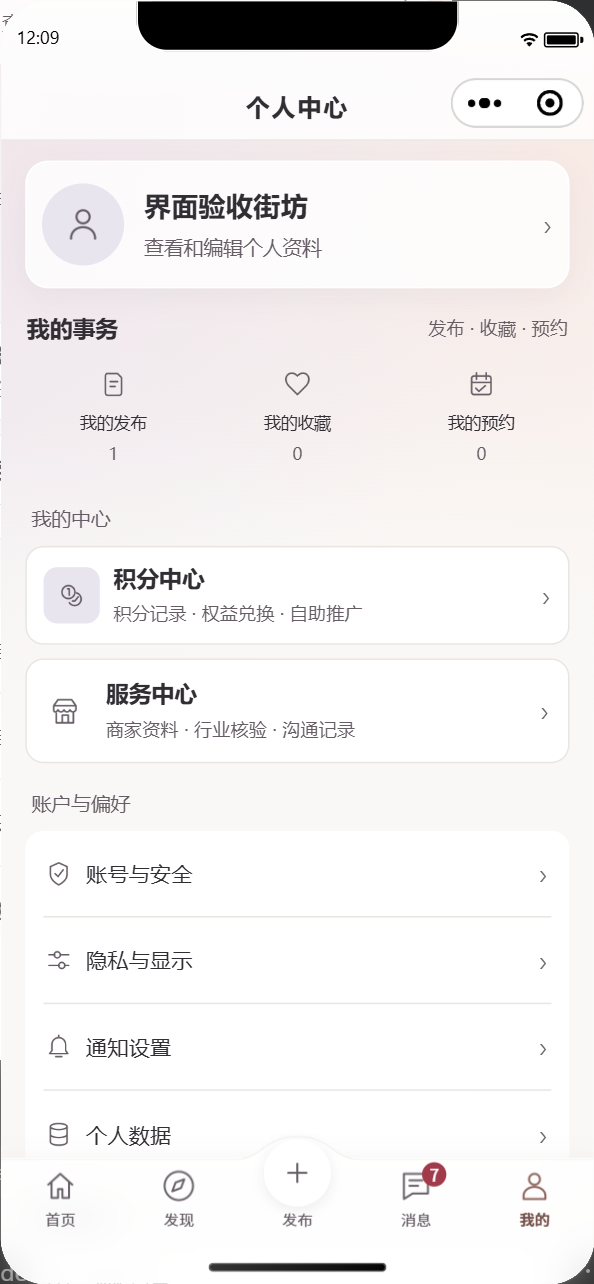 12:09
个人中心
界面验收街坊
查看和编辑个人资料
我的事务
发布 · 收藏 · 预约
我的发布
我的收藏
我的预约
1
0
0
我的中心
积分中心
积分记录 · 权益兑换 · 自助推广
服务中心
商家资料 · 行业核验 · 沟通记录
账户与偏好
账号与安全
隐私与显示
通知设置
个人数据
7
首页
发现
发布
消息
我的